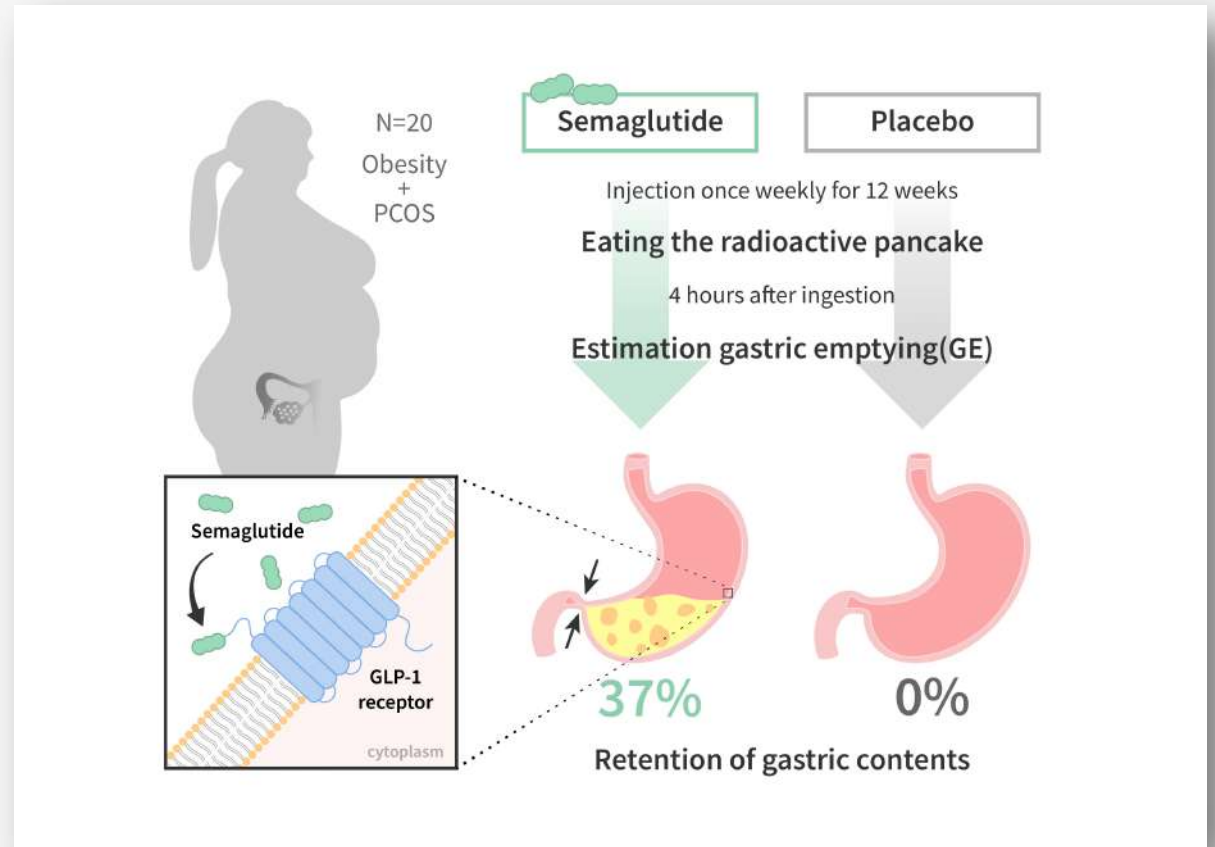 N=20
Obesity
+
PCOS
Semaglutide
Placebo
Injection once weekly for 12 weeks
Eating the radioactive pancake
4 hours after ingestion
Estimation gastric emptying(GE)
Semaglutide
GLP-1
receptor
cytoplasm
37%
0%
Retention of gastric contents